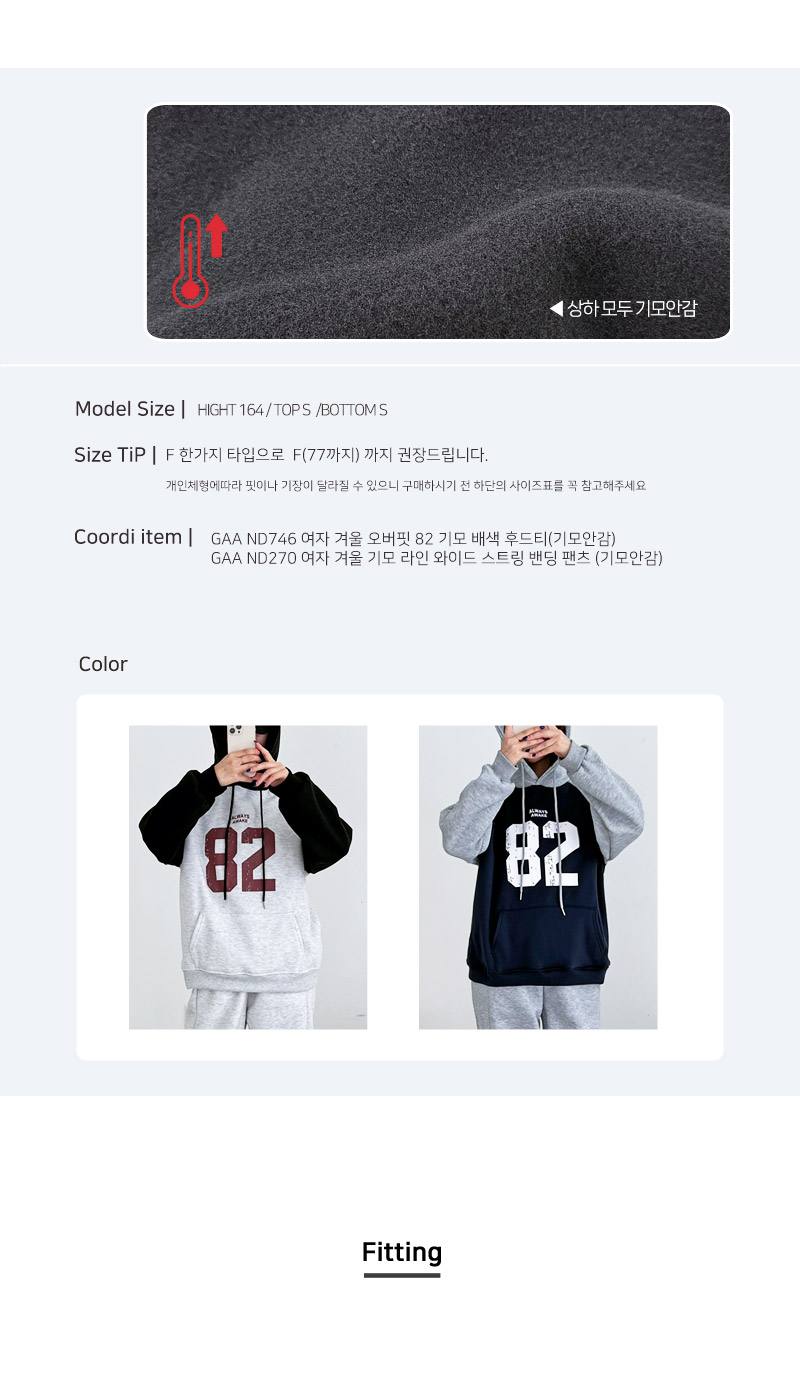 ◀ 상하 모두 기모안감
Model Size | HIGHT 164 / TOP S /BOTTOM S
Size TiP | F 한가지 타입으로 F(77까지) 까지 권장드립니다.
개인체형에따라 핏이나 기장이 달라질 수 있으니 구매하시기 전 하단의 사이즈표를 꼭 참고해주세요
Coordi item | GAA ND746 여자 겨울 오버핏 82 기모 배색 후드티(기모안감)
GAA ND270 여자 겨울 기모 라인 와이드 스트링 밴딩 팬츠 (기모안감)
Color
ALWAYS
AWAKE
82
ALWAYS
AWAKE
82
Fitting